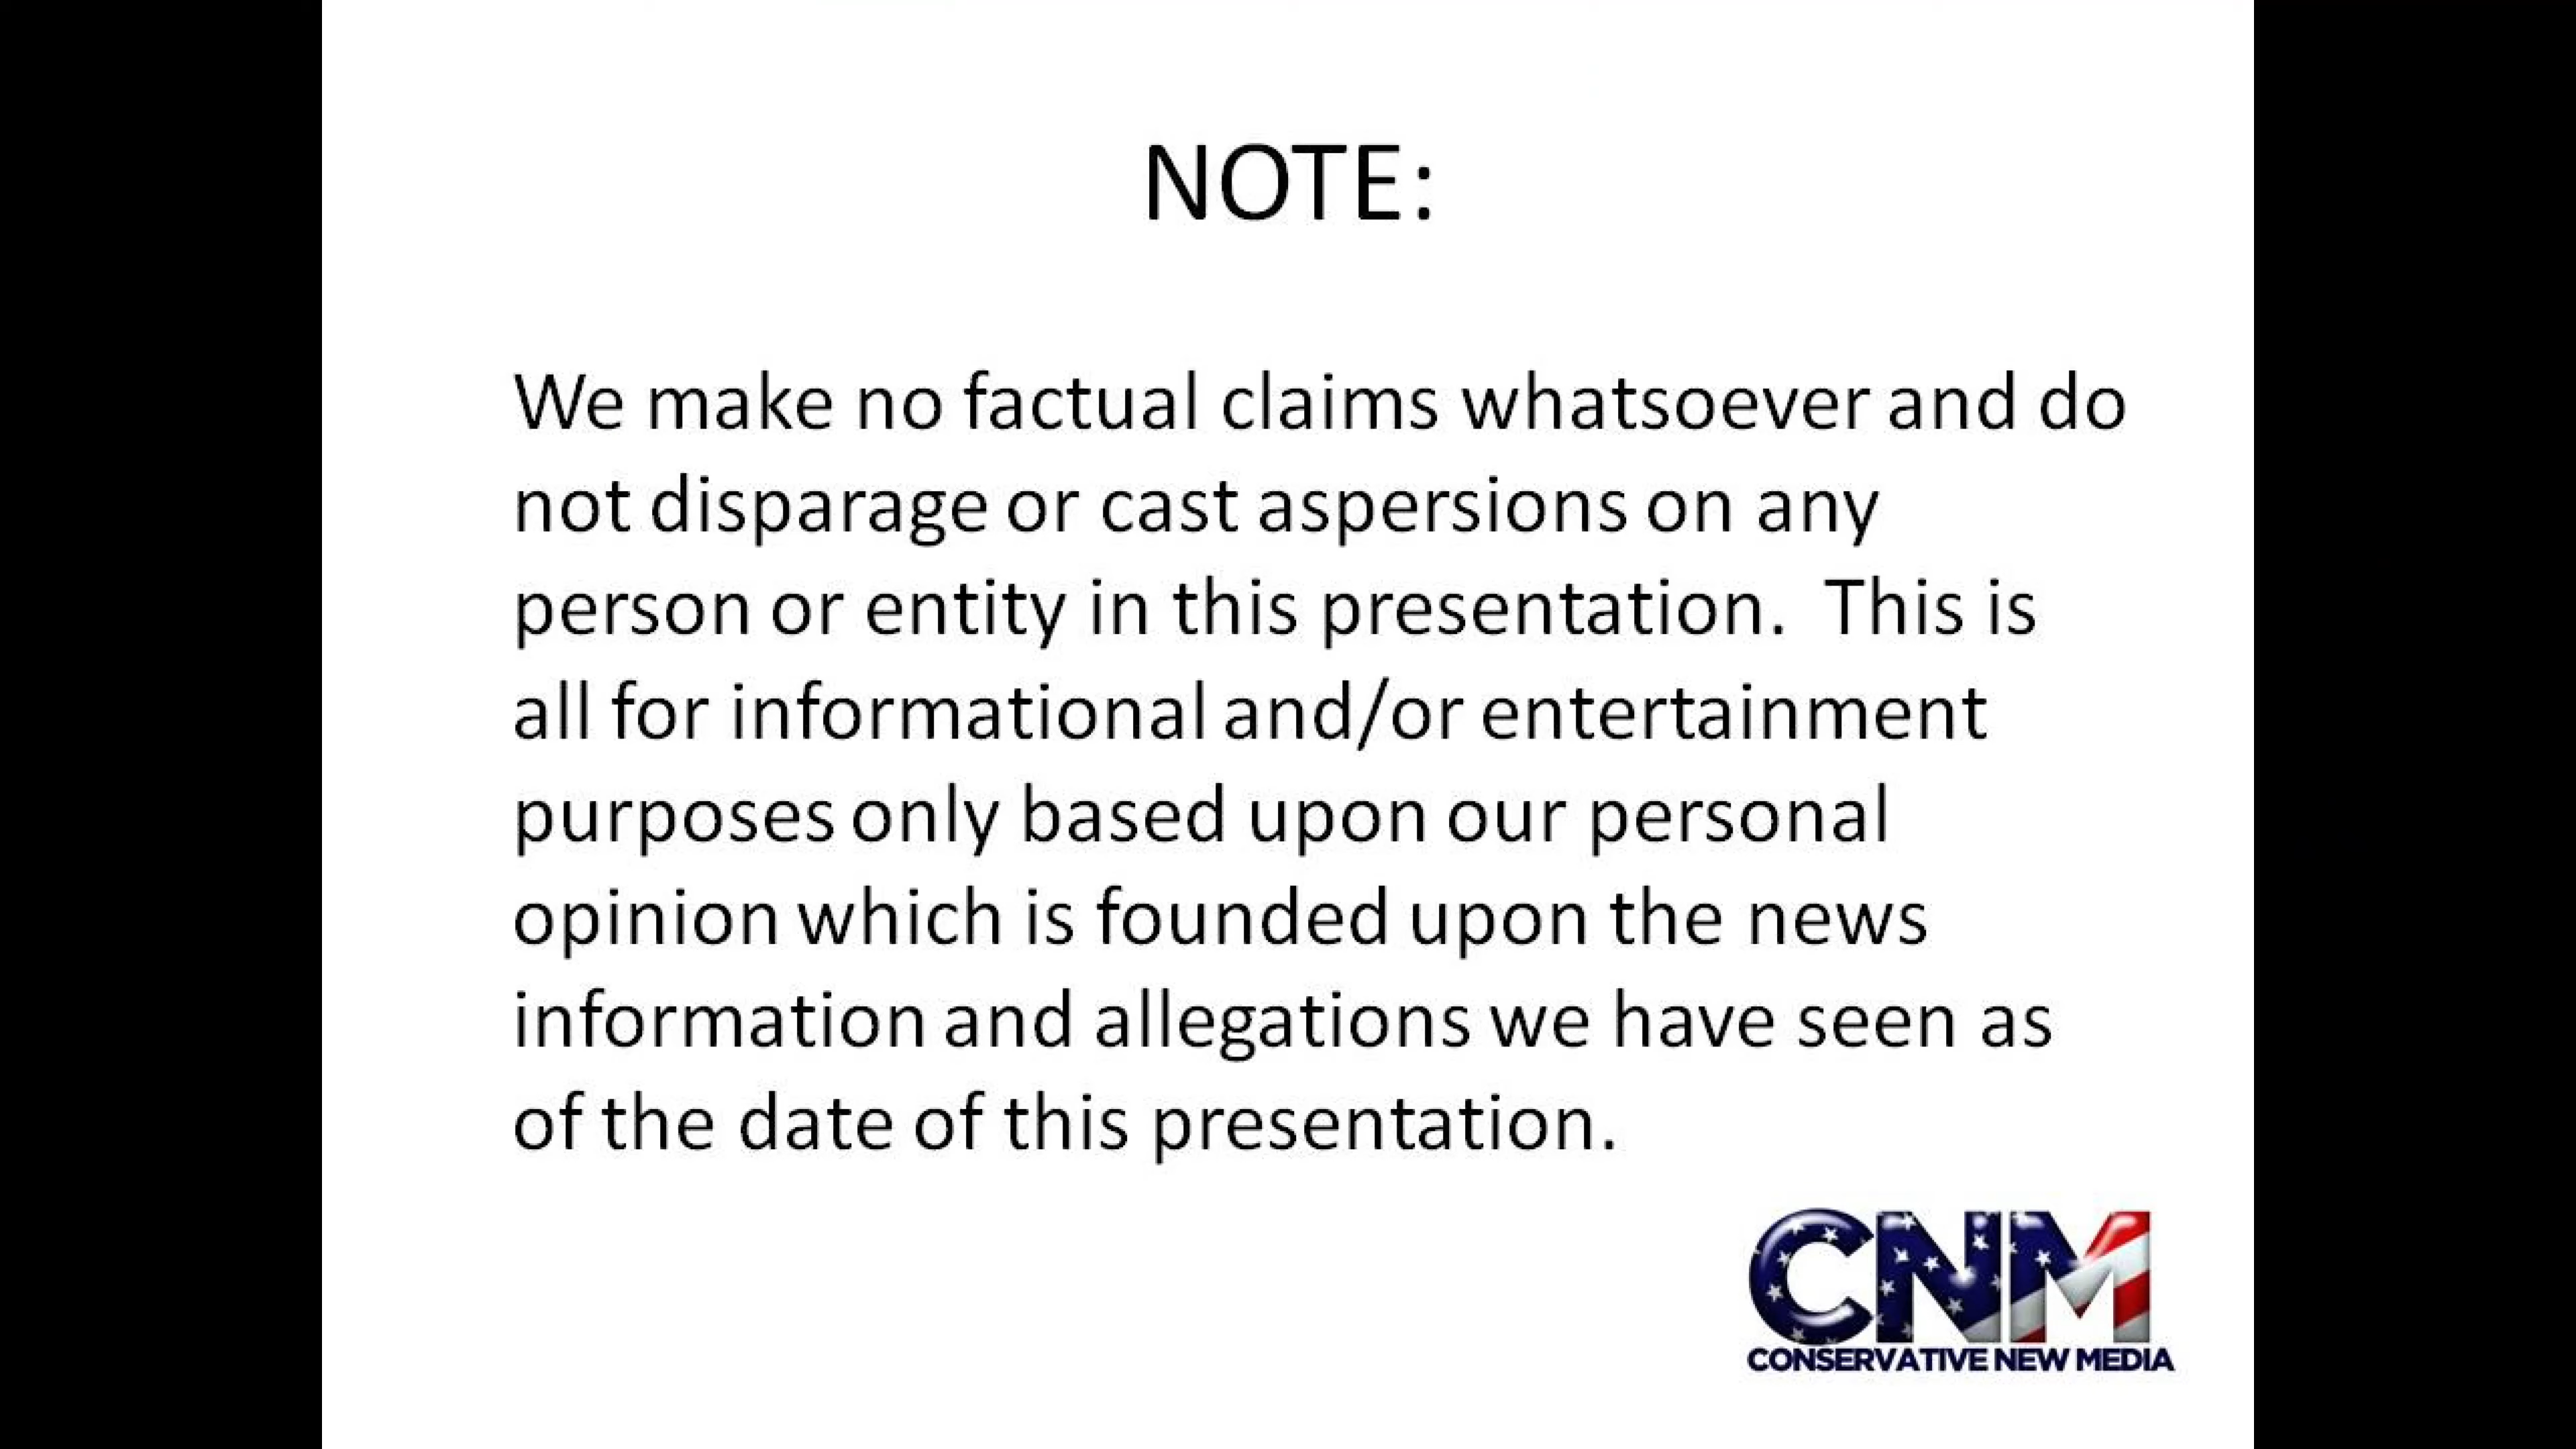 NOTE:
We make no factual claims whatsoever and do
not disparage or cast aspersions on any
person or entity in this presentation.  This is
all for informational and/or entertainment
purposes only based upon our personal
opinion which is founded upon the news
information and allegations we have seen as
of the date of this presentation.
CNM
CONSERVATIVE NEW MEDIA